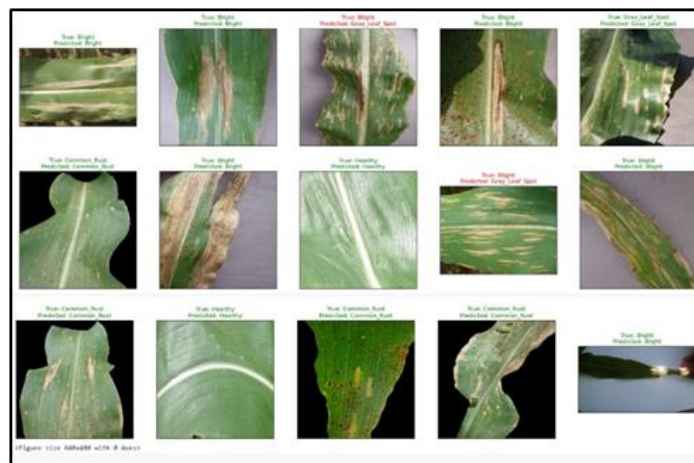 True: Blight
Predicted: Blight
True: Blight
Predicted: Blight
True: Blight
Predicted: Gray_Leaf_Spot
True: Blight
Predicted: Blight
True: Gray_Leaf_Spot
Predicted: Gray_Leaf_Spot
True: Common_Rust
Predicted: Common_Rust
True: Blight
Predicted: Blight
True: Healthy
Predicted: Healthy
True: Blight
Predicted: Gray_Leaf_Spot
True: Blight
Predicted: Blight
True: Common_Rust
Predicted: Common_Rust
True: Healthy
Predicted: Healthy
True: Common_Rust
Predicted: Common_Rust
True: Common_Rust
Predicted: Common_Rust
True: Blight
Predicted: Blight
<Figure size 640x480 with 0 Axes>